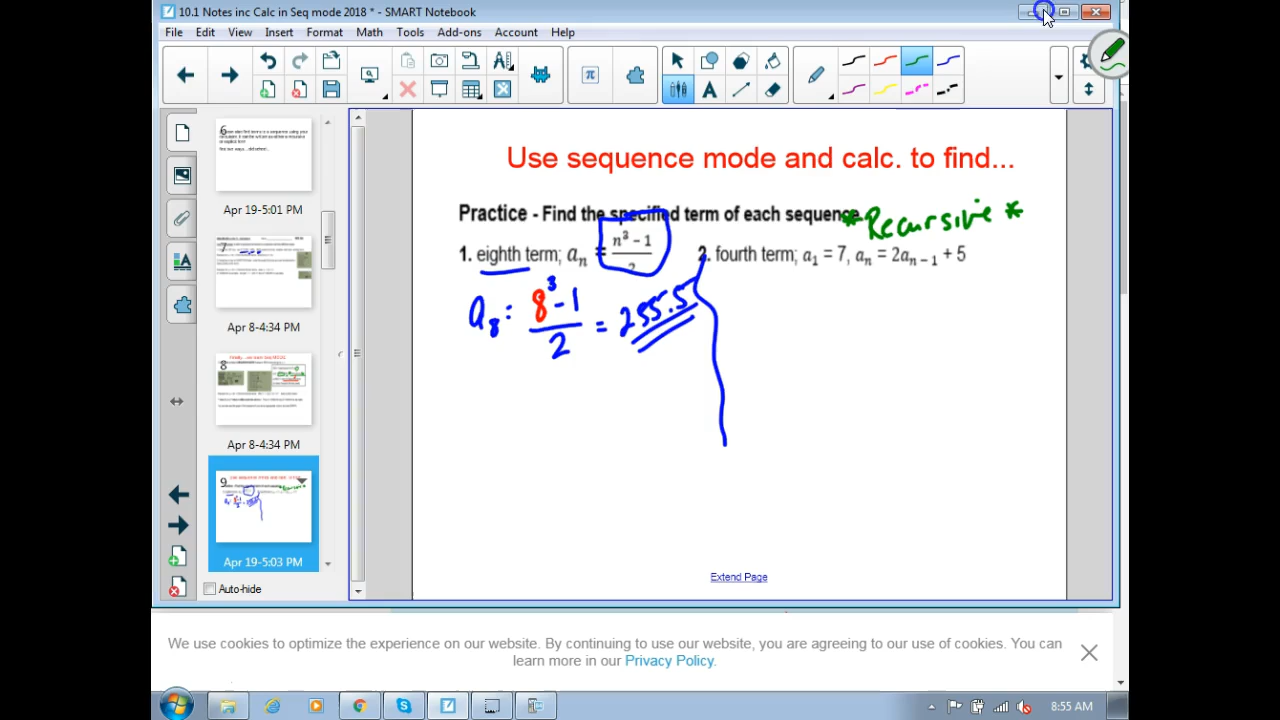 10.1 Notes inc Calc in Seq mode 2018 * - SMART Notebook
File Edit View Insert Format Math Tools Add-ons Account Help
Use sequence mode and calc. to find...
Practice - Find the specified term of each sequence
*Recursive*
1. eighth term; aₙ = n³ - 1
2. fourth term; a₁ = 7, aₙ = 2aₙ₋₁ + 5
a₈ : 8³ - 1 / 2 = 255.5
6
Apr 19-5:01 PM
7
Apr 8-4:34 PM
8
Apr 8-4:34 PM
9
Apr 19-5:03 PM
Auto-hide
Extend Page
We use cookies to optimize the experience on our website. By continuing to use our website, you are agreeing to our use of cookies. You can
learn more in our Privacy Policy.
8:55 AM